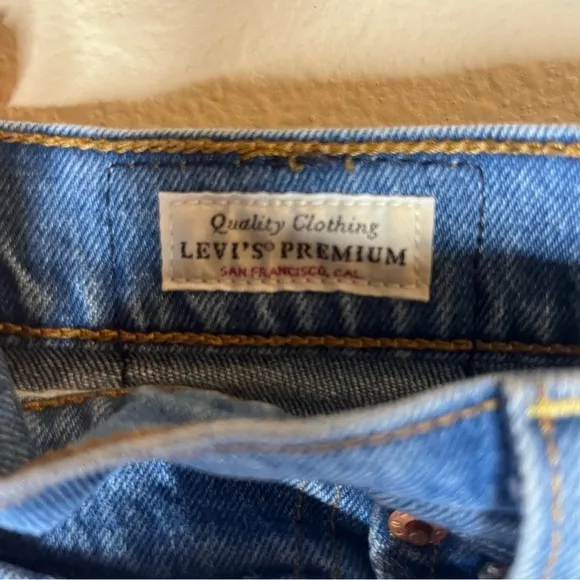 Quality Clothing
LEVI'S® PREMIUM
SAN FRANCISCO, CAL.